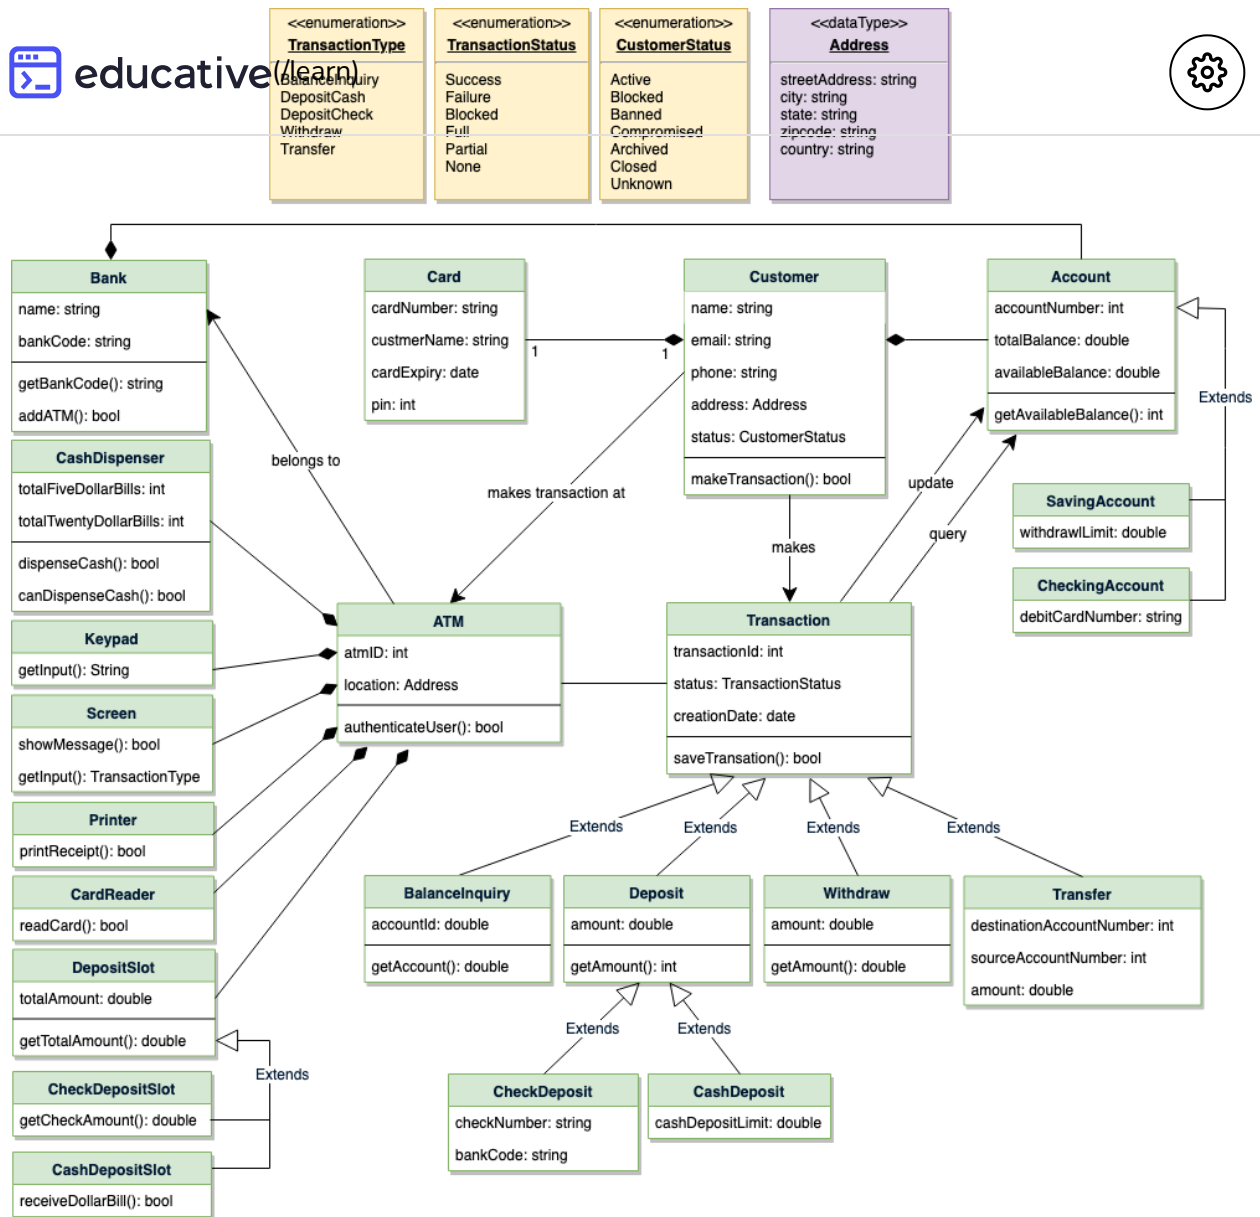 <<enumeration>>
TransactionType
BalanceInquiry
DepositCash
DepositCheck
Withdraw
Transfer
<<enumeration>>
TransactionStatus
Success
Failure
Blocked
Full
Partial
None
<<enumeration>>
CustomerStatus
Active
Blocked
Banned
Compromised
Archived
Closed
Unknown
<<dataType>>
Address
streetAddress: string
city: string
state: string
zipcode: string
country: string
educative(/learn)
Bank
name: string
bankCode: string
getBankCode(): string
addATM(): bool
Card
cardNumber: string
custmerName: string
cardExpiry: date
pin: int
1
1
Customer
name: string
email: string
phone: string
address: Address
status: CustomerStatus
makeTransaction(): bool
Account
accountNumber: int
totalBalance: double
availableBalance: double
getAvailableBalance(): int
Extends
CashDispenser
totalFiveDollarBills: int
totalTwentyDollarBills: int
dispenseCash(): bool
canDispenseCash(): bool
belongs to
makes transaction at
makes
update
query
SavingAccount
withdrawlLimit: double
CheckingAccount
debitCardNumber: string
Keypad
getInput(): String
ATM
atmID: int
location: Address
authenticateUser(): bool
Transaction
transactionId: int
status: TransactionStatus
creationDate: date
saveTransation(): bool
Screen
showMessage(): bool
getInput(): TransactionType
Printer
printReceipt(): bool
Extends
Extends
Extends
Extends
CardReader
readCard(): bool
BalanceInquiry
accountId: double
getAccount(): double
Deposit
amount: double
getAmount(): int
Withdraw
amount: double
getAmount(): double
Transfer
destinationAccountNumber: int
sourceAccountNumber: int
amount: double
DepositSlot
totalAmount: double
getTotalAmount(): double
Extends
Extends
Extends
CheckDepositSlot
getCheckAmount(): double
CheckDeposit
checkNumber: string
bankCode: string
CashDeposit
cashDepositLimit: double
CashDepositSlot
receiveDollarBill(): bool